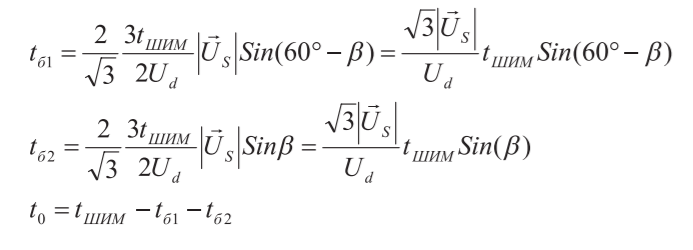 t_{б1} = \frac{2}{\sqrt{3}} \frac{3t_{ШИМ}}{2U_d} |\vec{U}_S| Sin(60° − β) = \frac{\sqrt{3}|\vec{U}_S|}{U_d} t_{ШИМ} Sin(60° − β)
t_{б2} = \frac{2}{\sqrt{3}} \frac{3t_{ШИМ}}{2U_d} |\vec{U}_S| Sinβ = \frac{\sqrt{3}|\vec{U}_S|}{U_d} t_{ШИМ} Sin(β)
t_0 = t_{ШИМ} − t_{б1} − t_{б2}